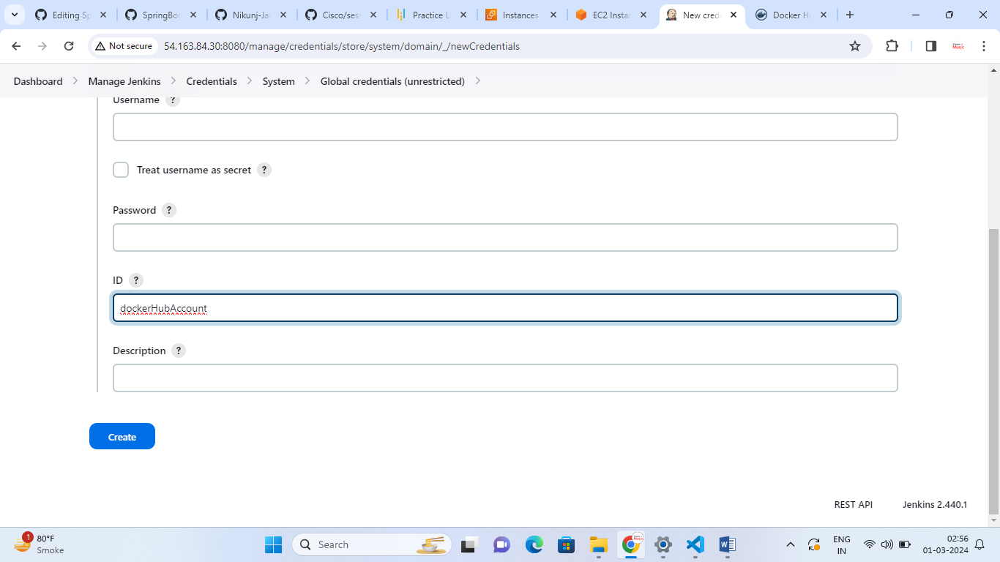 Editing Sp
SpringBoo
Nikunj-Ja
Cisco/ses
Practice L
Instances
EC2 Insta
New cred
Docker Hu
Not secure
54.163.84.30:8080/manage/credentials/store/system/domain/_/newCredentials
Dashboard
Manage Jenkins
Credentials
System
Global credentials (unrestricted)
Username ?
Treat username as secret ?
Password ?
ID ?
dockerHubAccount
Description ?
Create
REST API
Jenkins 2.440.1
1
80°F
Smoke
Search
ENG
IN
02:56
01-03-2024